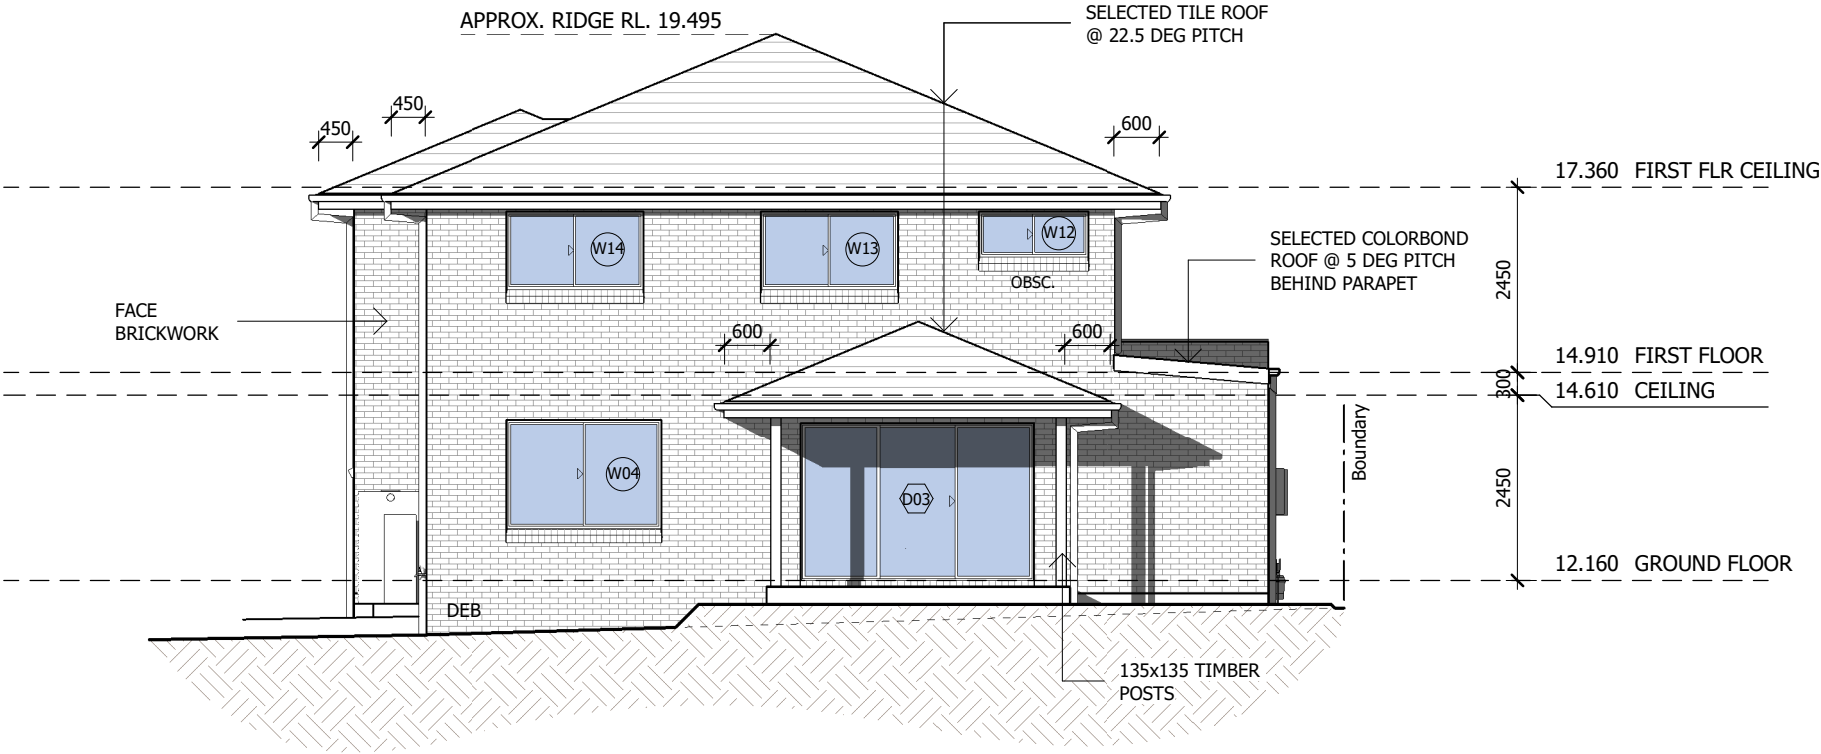 APPROX. RIDGE RL. 19.495
SELECTED TILE ROOF
@ 22.5 DEG PITCH
450
450
600
17.360 FIRST FLR CEILING
W14
W13
W12
OBSC.
SELECTED COLORBOND
ROOF @ 5 DEG PITCH
BEHIND PARAPET
2450
FACE
BRICKWORK
600
600
14.910 FIRST FLOOR
300
14.610 CEILING
Boundary
W04
D03
2450
12.160 GROUND FLOOR
DEB
135x135 TIMBER
POSTS